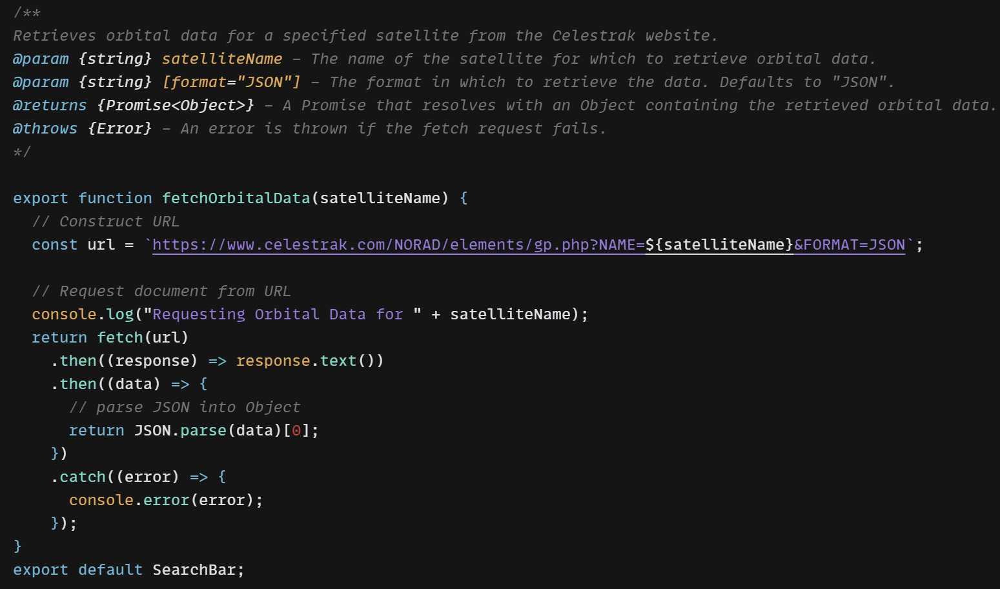 /**
Retrieves orbital data for a specified satellite from the Celestrak website.
@param {string} satelliteName – The name of the satellite for which to retrieve orbital data.
@param {string} [format="JSON"] – The format in which to retrieve the data. Defaults to "JSON".
@returns {Promise<Object>} – A Promise that resolves with an Object containing the retrieved orbital data.
@throws {Error} – An error is thrown if the fetch request fails.
*/

export function fetchOrbitalData(satelliteName) {
  // Construct URL
  const url = `https://www.celestrak.com/NORAD/elements/gp.php?NAME=${satelliteName}&FORMAT=JSON`;

  // Request document from URL
  console.log("Requesting Orbital Data for " + satelliteName);
  return fetch(url)
    .then((response) => response.text())
    .then((data) => {
      // parse JSON into Object
      return JSON.parse(data)[0];
    })
    .catch((error) => {
      console.error(error);
    });
}
export default SearchBar;